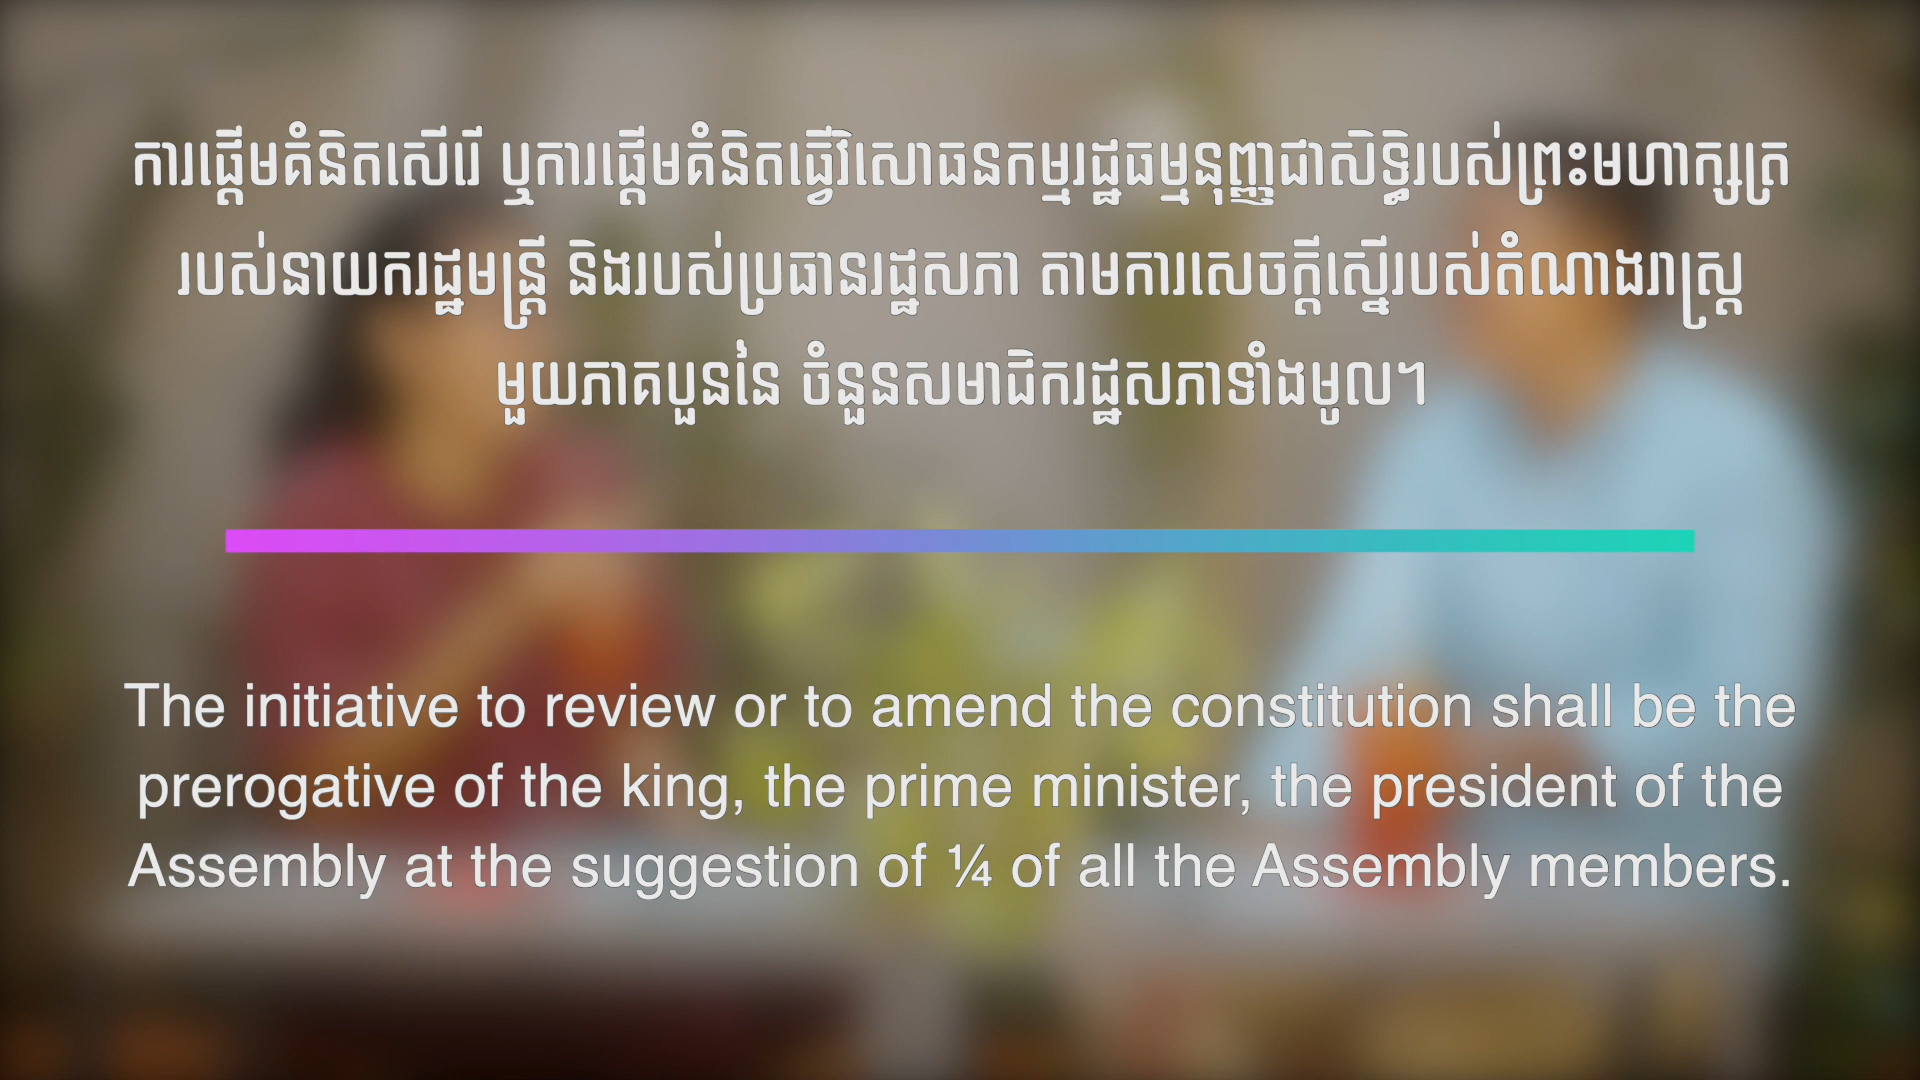 ការផ្ដើមគំនិតសើរើ ឬការផ្ដើមគំនិតធ្វើវិសោធនកម្មរដ្ឋធម្មនុញ្ញជាសិទ្ធិរបស់ព្រះមហាក្សត្រ
របស់នាយករដ្ឋមន្ត្រី និងរបស់ប្រធានរដ្ឋសភា តាមការសេចក្ដីស្នើរបស់តំណាងរាស្ត្រ
មួយភាគបួននៃ ចំនួនសមាជិករដ្ឋសភាទាំងមូល។
The initiative to review or to amend the constitution shall be the
prerogative of the king, the prime minister, the president of the
Assembly at the suggestion of ¼ of all the Assembly members.